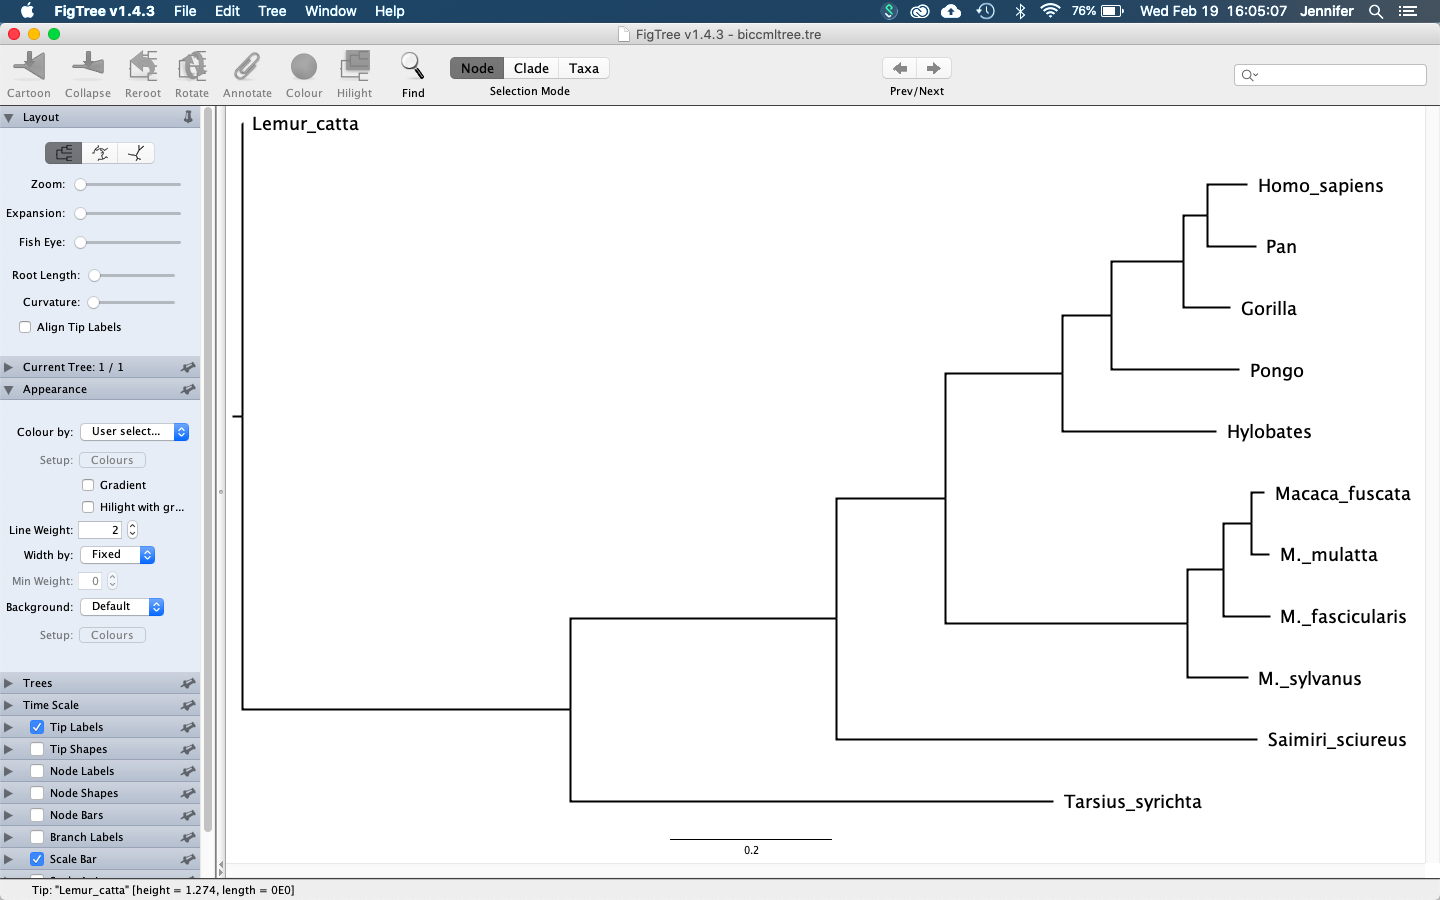 FigTree v1.4.3 File Edit Tree Window Help 76% Wed Feb 19 16:05:07 Jennifer
FigTree v1.4.3 - biccmltree.tre
Cartoon Collapse Reroot Rotate Annotate Colour Hilight Find
Node Clade Taxa
Selection Mode
Prev/Next
Layout
Zoom:
Expansion:
Fish Eye:
Root Length:
Curvature:
Align Tip Labels
Current Tree: 1 / 1
Appearance
Colour by: User select...
Setup: Colours
Gradient
Hilight with gr...
Line Weight: 2
Width by: Fixed
Min Weight: 0
Background: Default
Setup: Colours
Trees
Time Scale
Tip Labels
Tip Shapes
Node Labels
Node Shapes
Node Bars
Branch Labels
Scale Bar
Lemur_catta
Homo_sapiens
Pan
Gorilla
Pongo
Hylobates
Macaca_fuscata
M._mulatta
M._fascicularis
M._sylvanus
Saimiri_sciureus
Tarsius_syrichta
0.2
Tip: "Lemur_catta" [height = 1.274, length = 0E0]